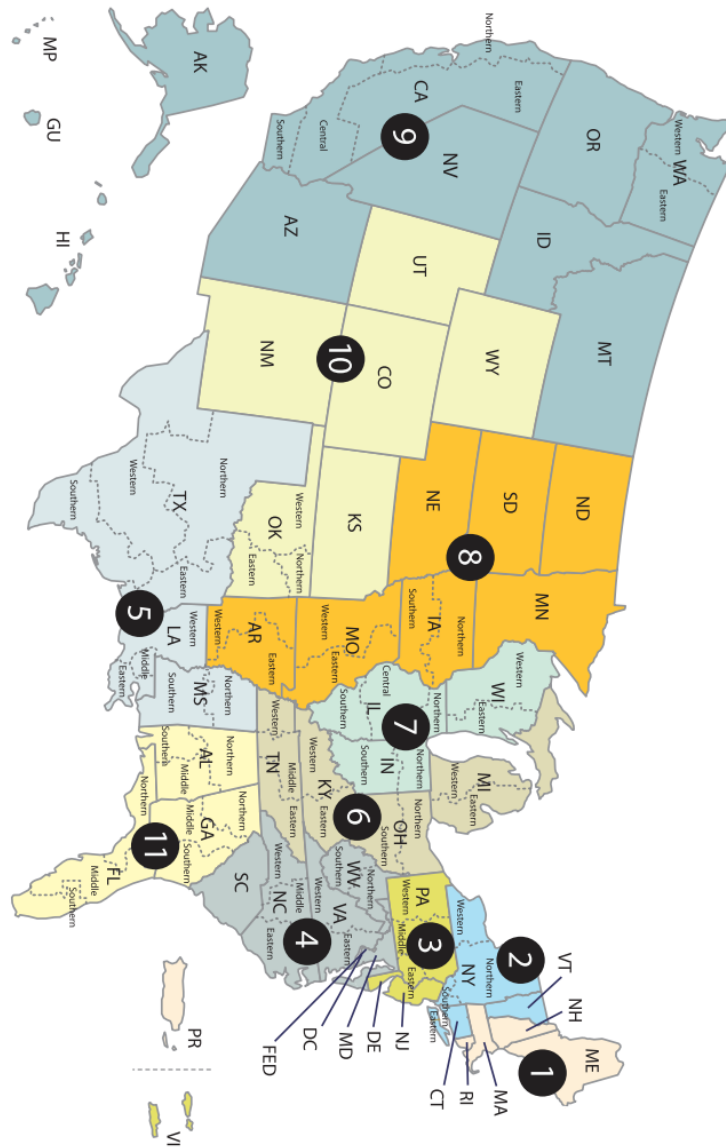 WA
Western
Eastern
OR
ID
MT
Northern
CA
Eastern
Central
Southern
9
NV
AZ
AK
MP
GU
HI
UT
WY
CO
10
NM
KS
OK
Western
Northern
Eastern
ND
SD
NE
8
MN
IA
Northern
Southern
MO
Western
Eastern
AR
Western
Eastern
TX
Northern
Western
Southern
Eastern
5
LA
Western
Middle
Eastern
MS
Northern
Southern
WI
Western
Eastern
7
IL
Northern
Central
Southern
IN
Northern
Southern
MI
Western
Eastern
OH
Northern
Southern
6
KY
Western
Eastern
TN
Western
Middle
Eastern
AL
Northern
Middle
Southern
GA
Northern
Middle
Southern
11
FL
Northern
Middle
Southern
WV
Northern
Southern
VA
Western
Eastern
4
NC
Western
Middle
Eastern
SC
PA
Western
Middle
Eastern
3
NY
Western
Northern
Southern
Eastern
2
VT
NH
ME
1
MA
RI
CT
NJ
DE
MD
DC
FED
PR
VI